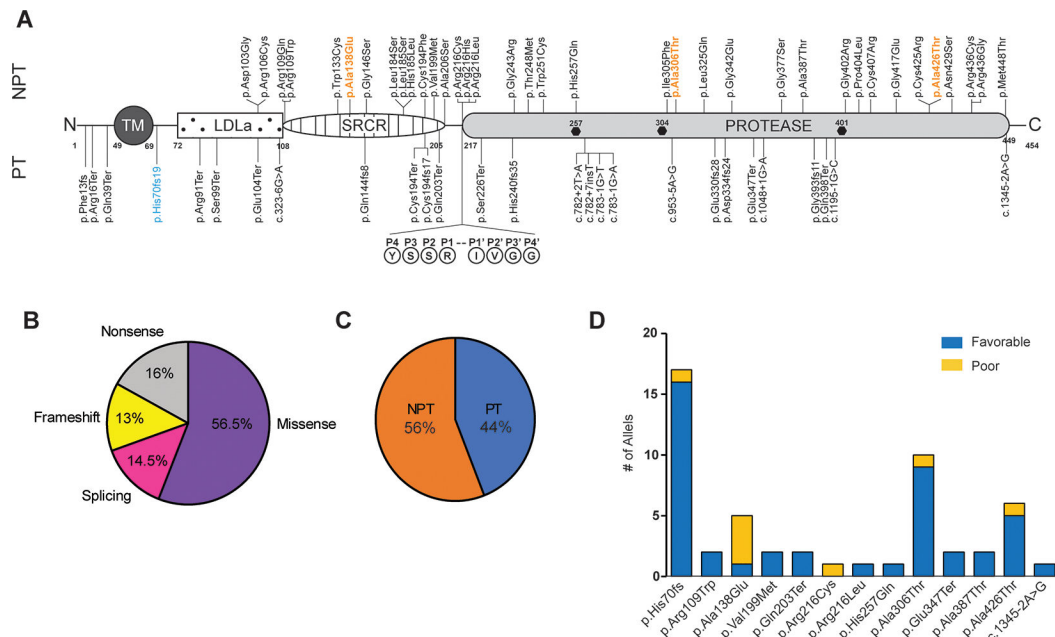 A
NPT
p.Asp103Gly
p.Arg106Cys
p.Arg109Gln
p.Arg109Trp
p.Trp133Cys
p.Ala138Glu
p.Gly146Ser
p.Leu184Ser
p.Leu185Ser
p.His185Leu
p.Cys194Phe
p.Val199Met
p.Ala206Ser
p.Arg216Cys
p.Arg216His
p.Arg216Leu
p.Gly243Arg
p.Thr248Met
p.Trp251Cys
p.His257Gln
p.Ile305Phe
p.Ala306Thr
p.Leu325Gln
p.Gly342Glu
p.Gly377Ser
p.Ala387Thr
p.Gly402Arg
p.Pro404Leu
p.Cys407Arg
p.Gly417Glu
p.Cys425Arg
p.Ala426Thr
p.Asn429Ser
p.Arg436Cys
p.Arg436Gly
p.Met448Thr
N TM LDLa SRCR 257 304 PROTEASE 401 C
1 49 69 72 108 205 217 449 454
PT
p.Phe13fs
p.Arg16Ter
p.Gln39Ter
p.His70fs19
p.Arg91Ter
p.Ser99Ter
p.Glu104Ter
c.323-6G>A
p.Gln144fs8
p.Cys194Ter
p.Cys194fs17
p.Gln203Ter
p.Ser226Ter
p.His240fs35
c.782+2T>A
c.782+7insT
c.783-1G>T
c.783-1G>A
c.953-5A>G
p.Glu330fs28
p.Asp334fs24
p.Glu347Ter
c.1048+1G>A
p.Gly393fs11
p.Gln398Ter
c.1195-1G>C
c.1345-2A>G
P4 P3 P2 P1 -- P1' P2' P3' P4'
Y S S R I V G G
B
Nonsense
16%
Frameshift
13%
56.5%
Missense
14.5%
Splicing
C
NPT
56%
PT
44%
D
Favorable
Poor
# of Allels
20
15
10
5
0
p.His70fs
p.Arg109Trp
p.Ala138Glu
p.Val199Met
p.Gln203Ter
p.Arg216Cys
p.Arg216Leu
p.His257Gln
p.Ala306Thr
p.Glu347Ter
p.Ala387Thr
p.Ala426Thr
c.1345-2A>G